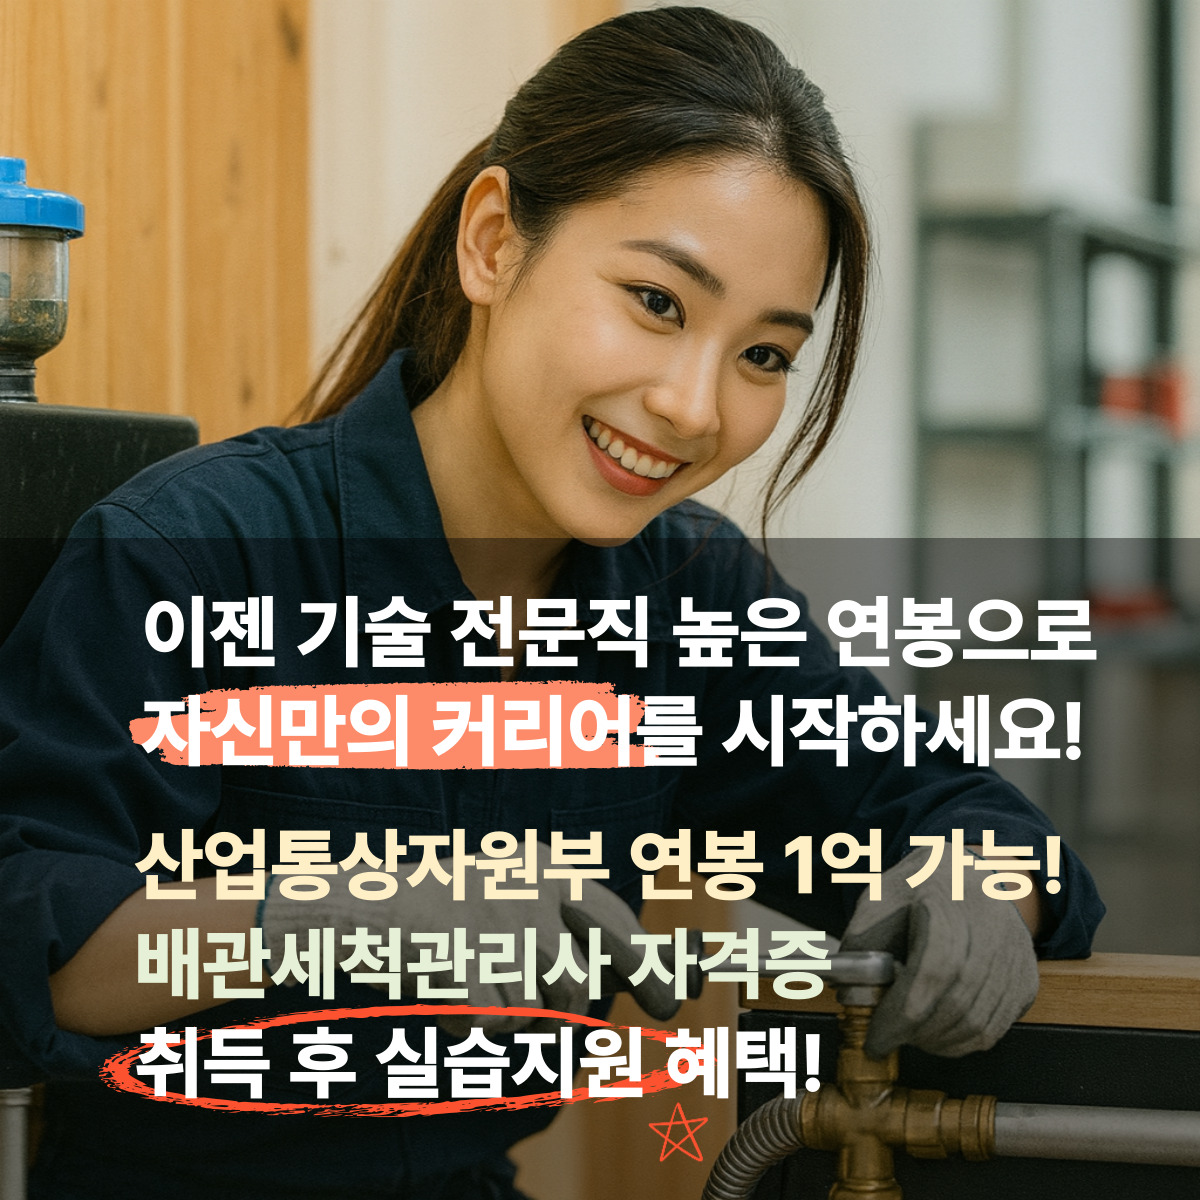 이젠 기술 전문직 높은 연봉으로
자신만의 커리어를 시작하세요!
산업통상자원부 연봉 1억 가능!
배관세척관리사 자격증
취득 후 실습지원 혜택!